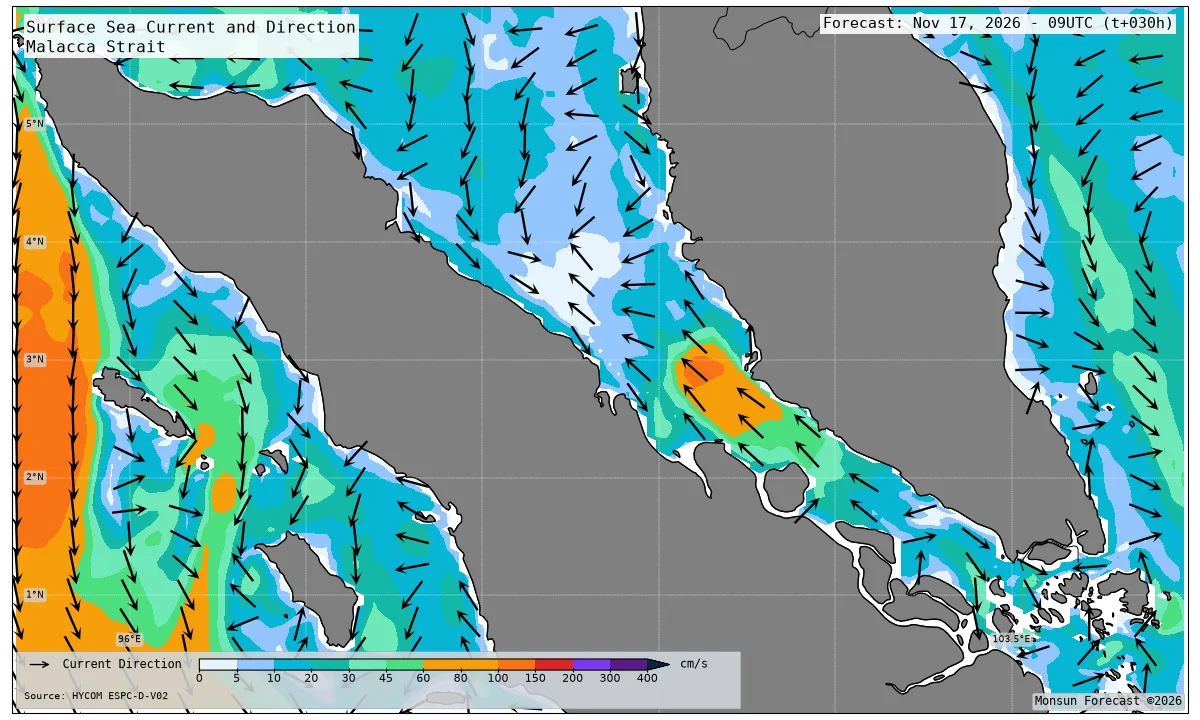 Surface Sea Current and Direction
Malacca Strait
Forecast: Nov 17, 2026 - 09UTC (t+030h)
5°N
4°N
3°N
2°N
1°N
96°E
103.5°E
Current Direction
0 5 10 20 30 45 60 80 100 150 200 300 400
cm/s
Source: HYCOM ESPC-D-V02
Monsun Forecast ©2026